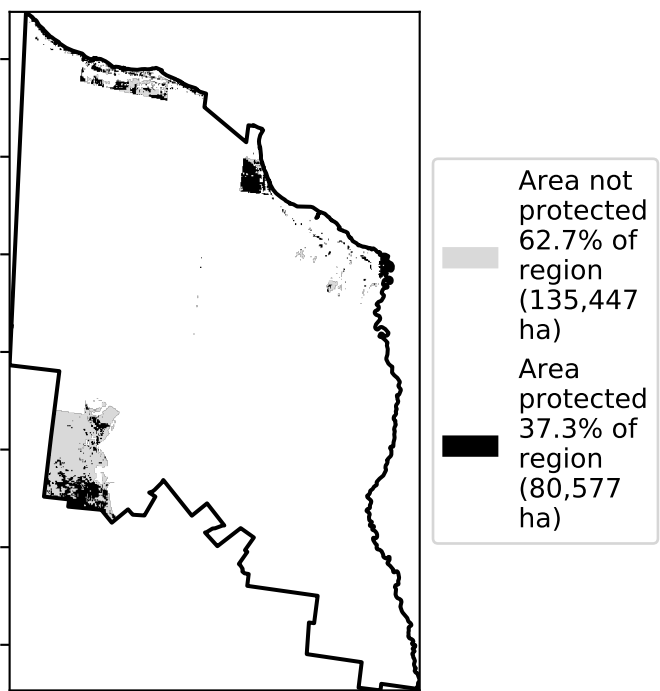 Area not
protected
62.7% of
region
(135,447
ha)
Area
protected
37.3% of
region
(80,577
ha)